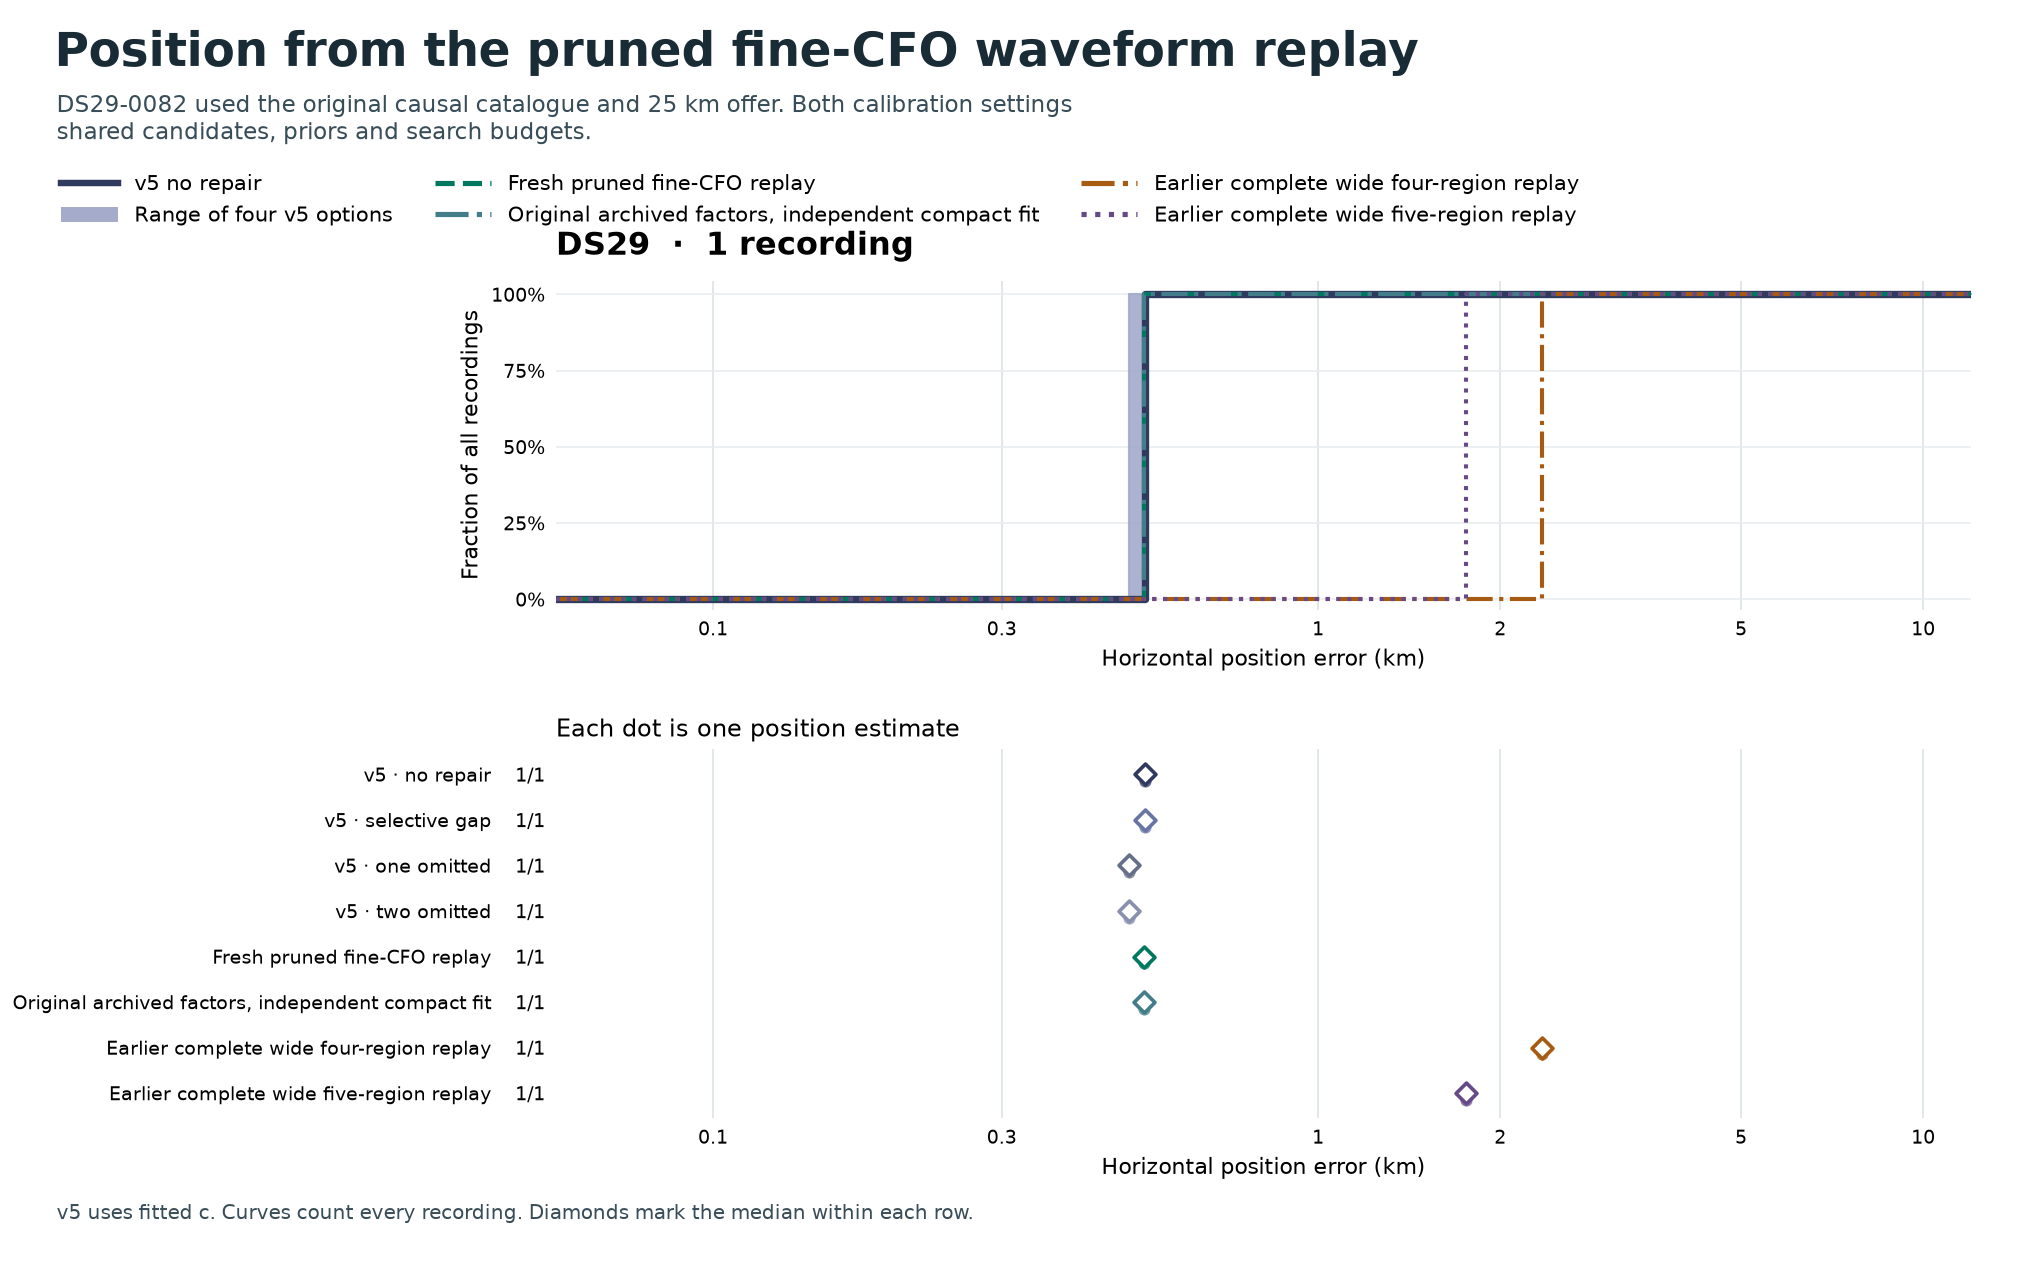 Position from the pruned fine-CFO waveform replay
DS29-0082 used the original causal catalogue and 25 km offer. Both calibration settings
shared candidates, priors and search budgets.
v5 no repair
Range of four v5 options
Fresh pruned fine-CFO replay
Original archived factors, independent compact fit
Earlier complete wide four-region replay
Earlier complete wide five-region replay
DS29 · 1 recording
Fraction of all recordings
100%
75%
50%
25%
0%
0.1 0.3 1 2 5 10
Horizontal position error (km)
Each dot is one position estimate
v5 · no repair 1/1
v5 · selective gap 1/1
v5 · one omitted 1/1
v5 · two omitted 1/1
Fresh pruned fine-CFO replay 1/1
Original archived factors, independent compact fit 1/1
Earlier complete wide four-region replay 1/1
Earlier complete wide five-region replay 1/1
0.1 0.3 1 2 5 10
Horizontal position error (km)
v5 uses fitted c. Curves count every recording. Diamonds mark the median within each row.